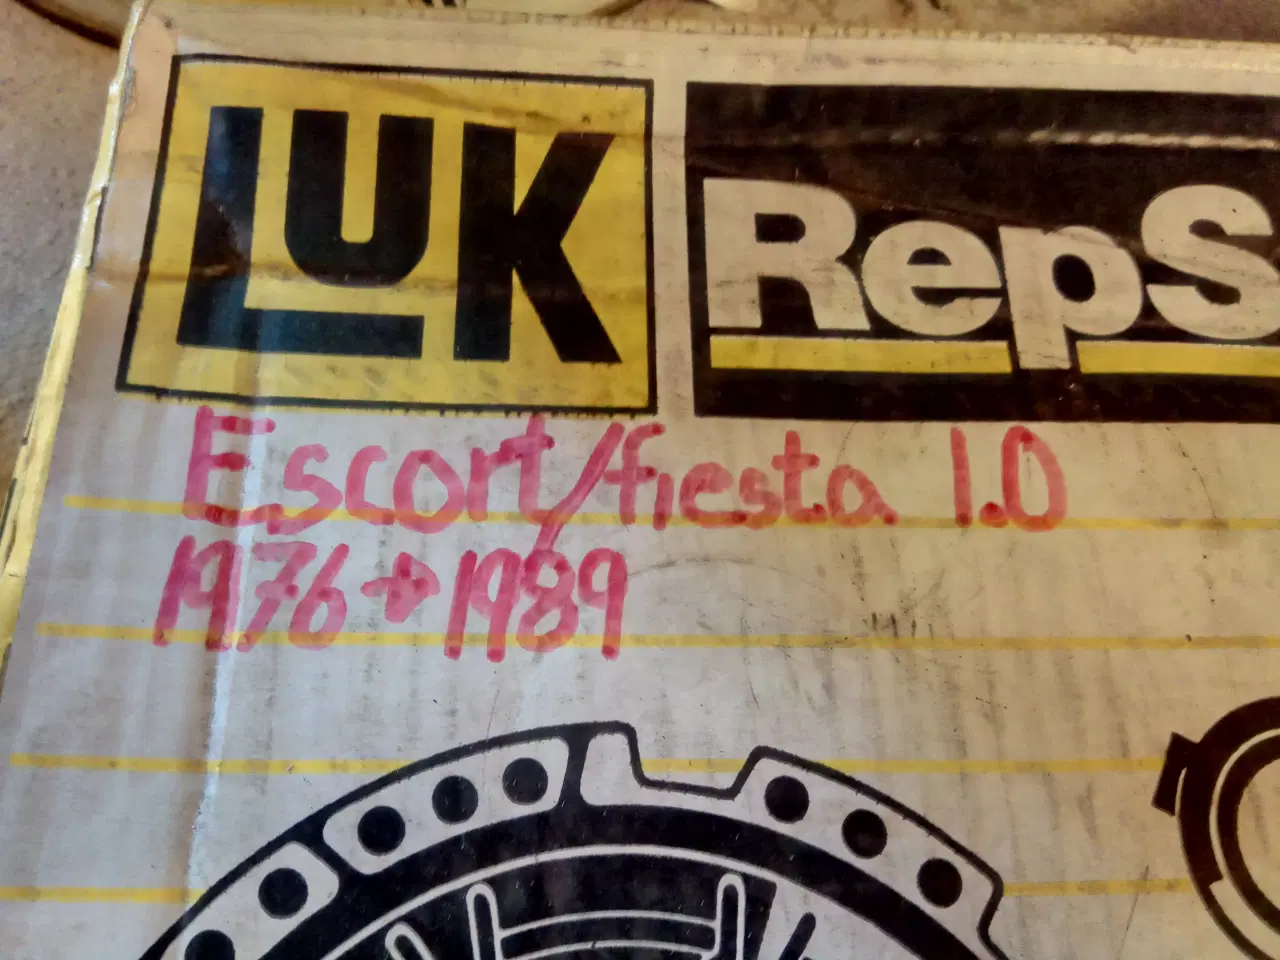 LUK
RepS
Escort/fiesta 1.0
1976→1989